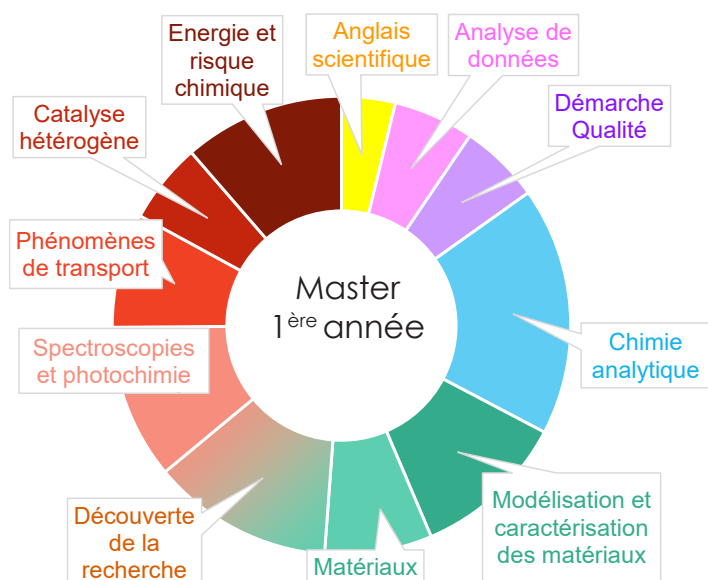 Energie et
risque
chimique
Anglais
scientifique
Analyse de
données
Démarche
Qualité
Catalyse
hétérogène
Phénomènes
de transport
Master
1ère année
Spectroscopies
et photochimie
Chimie
analytique
Modélisation et
caractérisation
des matériaux
Découverte
de la
recherche
Matériaux